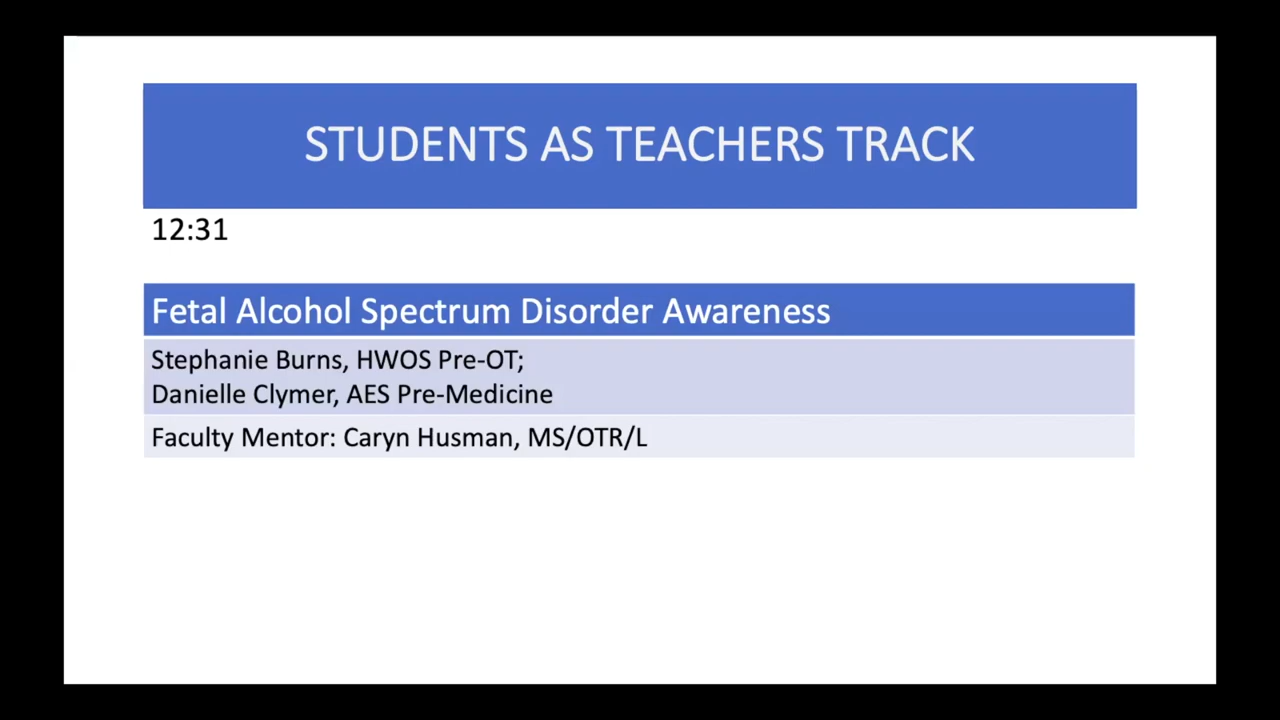 STUDENTS AS TEACHERS TRACK
12:31
Fetal Alcohol Spectrum Disorder Awareness
Stephanie Burns, HWOS Pre-OT;
Danielle Clymer, AES Pre-Medicine
Faculty Mentor: Caryn Husman, MS/OTR/L